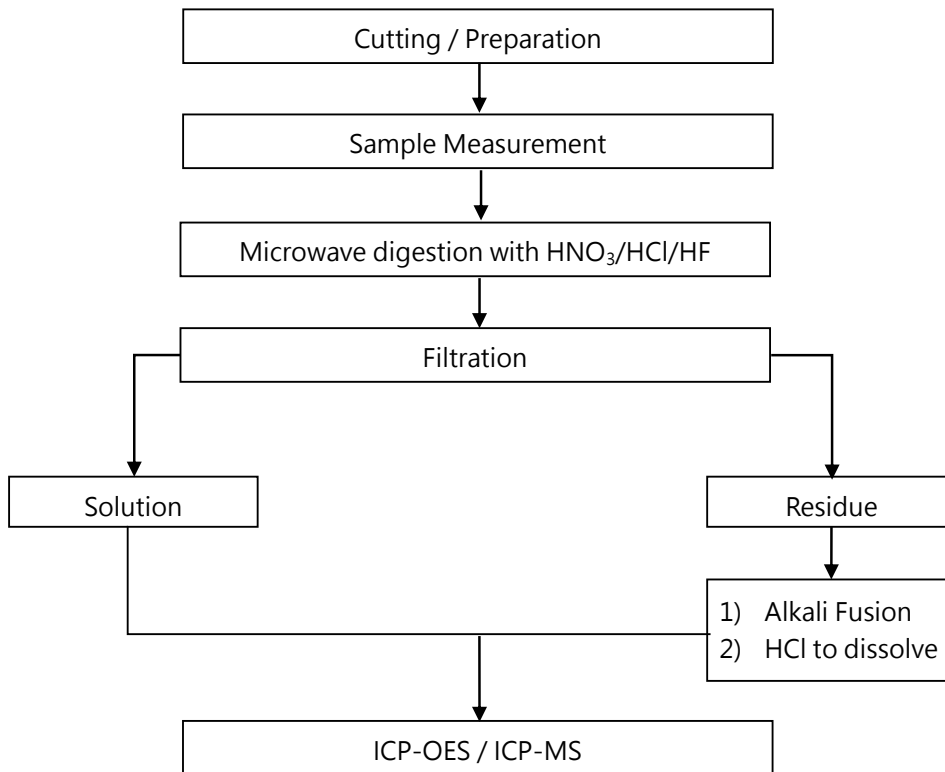 Cutting / Preparation
Sample Measurement
Microwave digestion with HNO₃/HCl/HF
Filtration
Solution
Residue
1) Alkali Fusion
2) HCl to dissolve
ICP-OES / ICP-MS